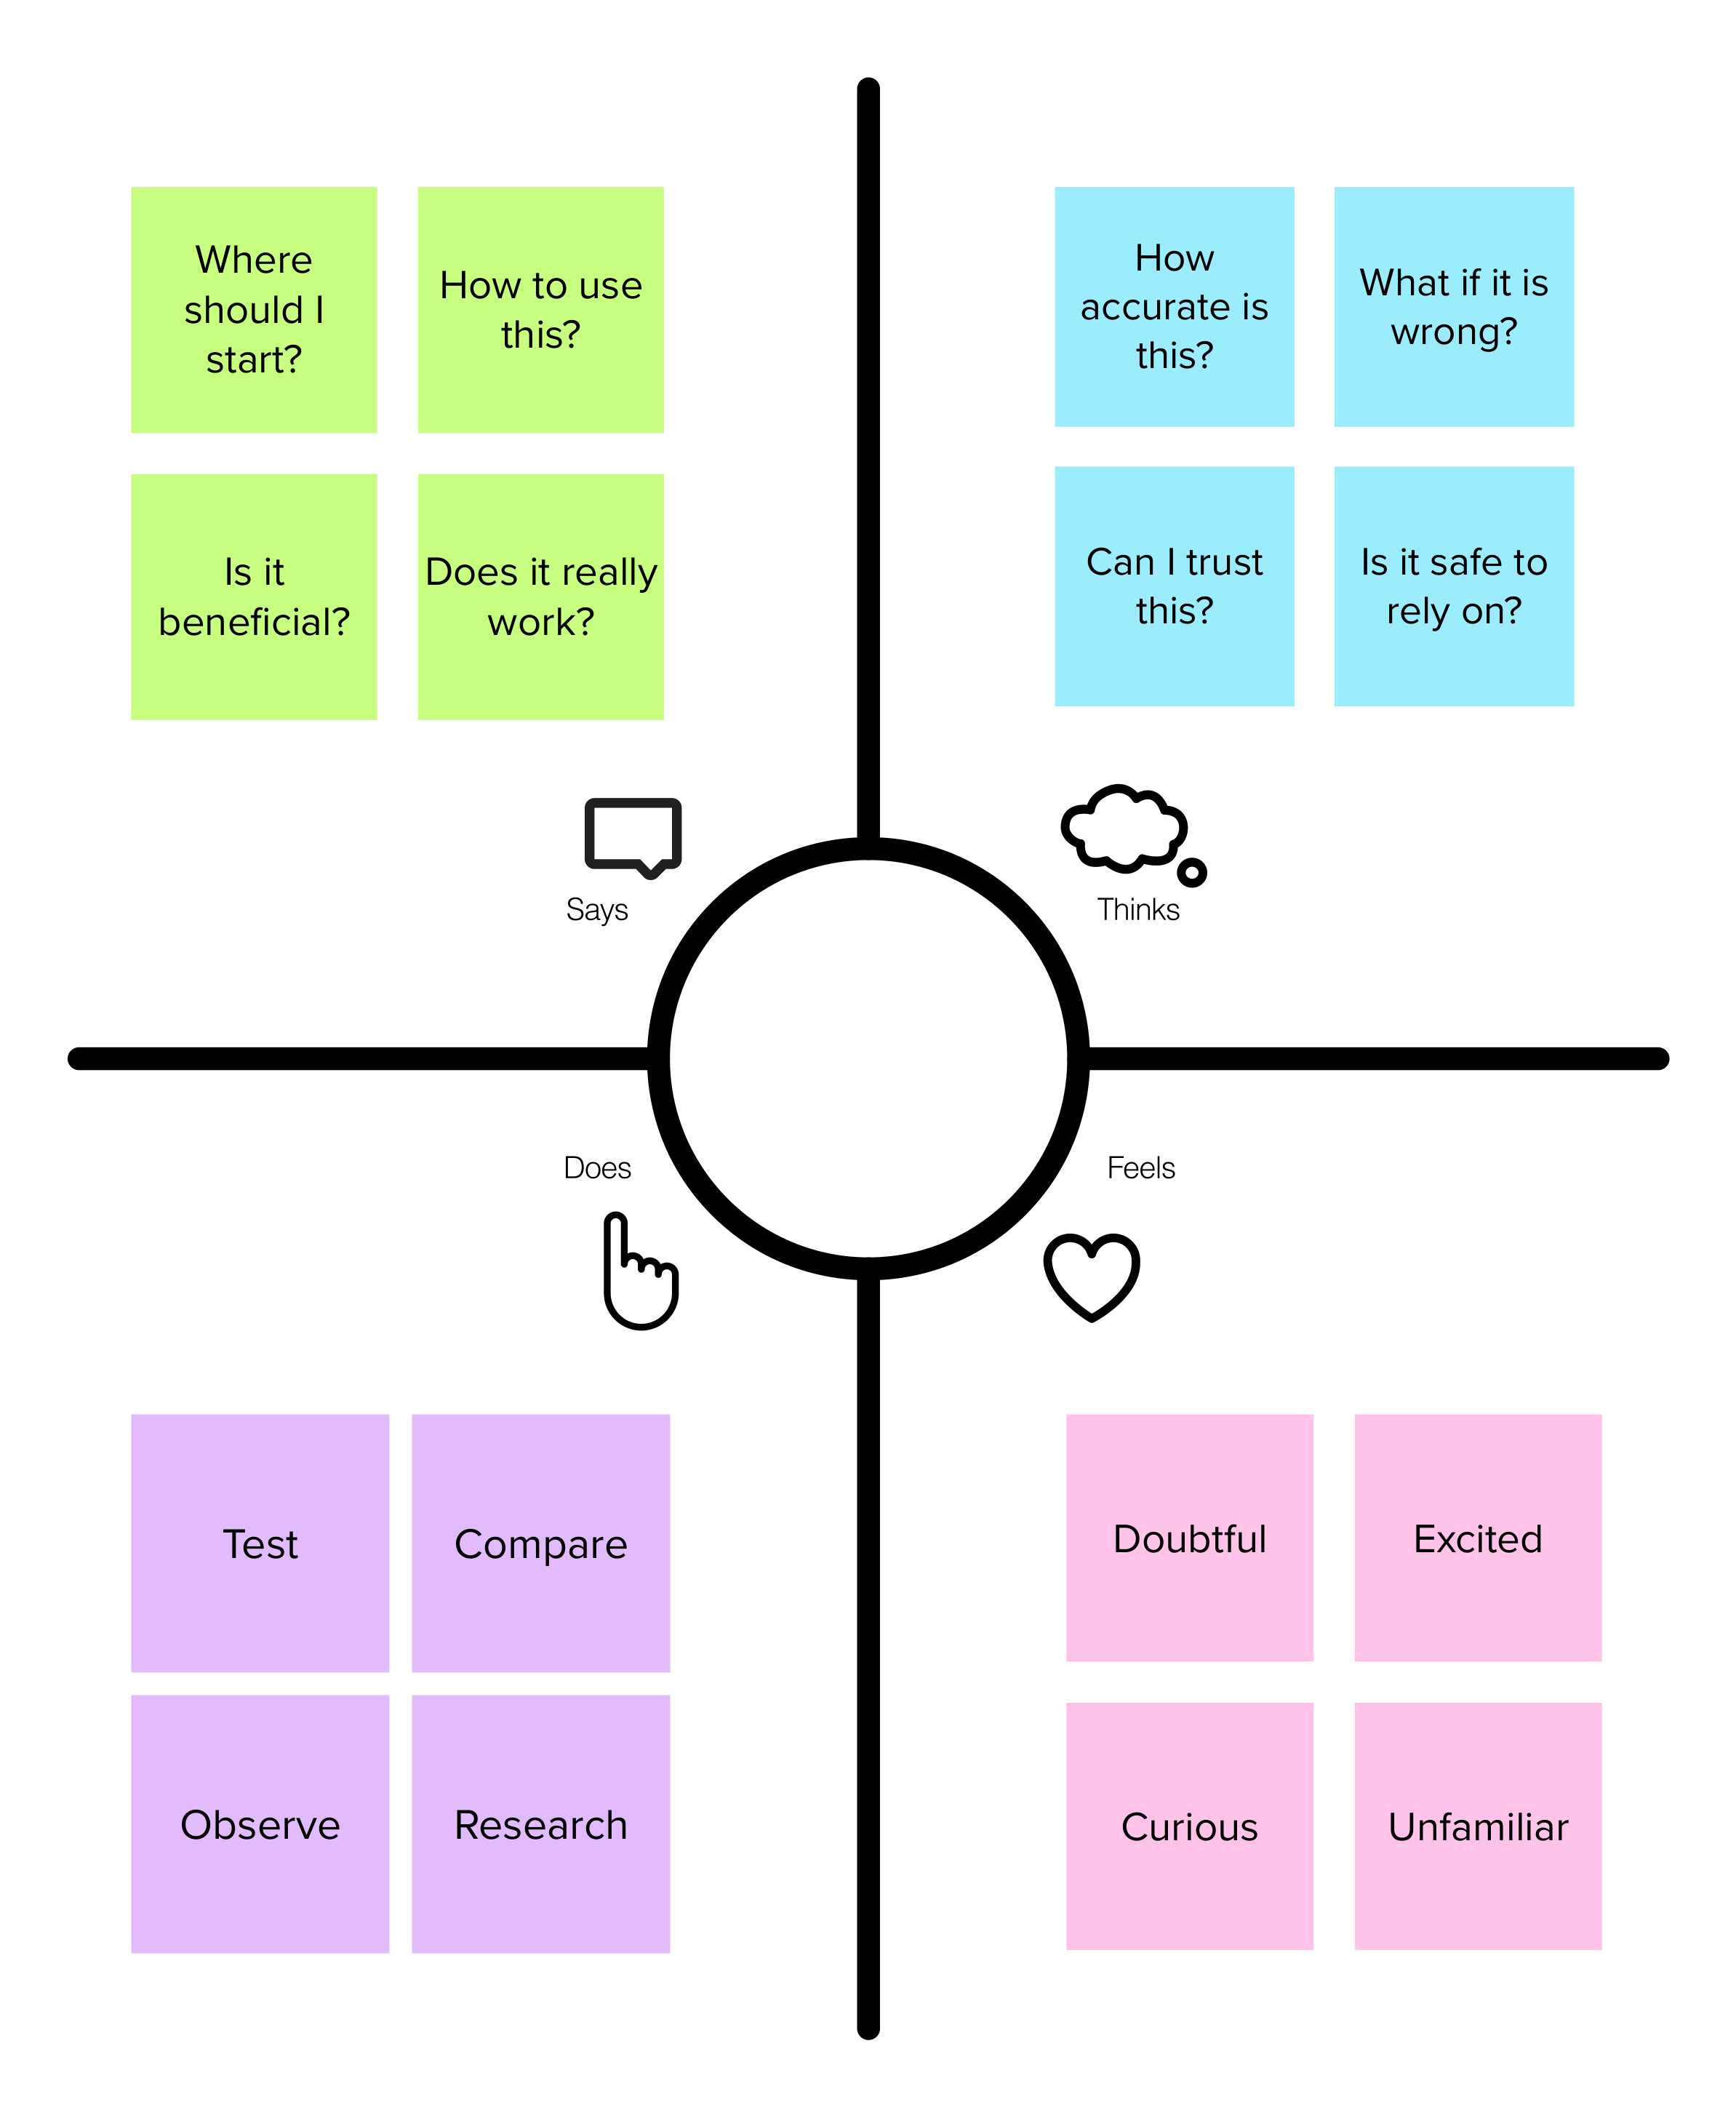 Where
should I
start?
How to use
this?
Is it
beneficial?
Does it really
work?
Says
How
accurate is
this?
What if it is
wrong?
Can I trust
this?
Is it safe to
rely on?
Thinks
Does
Test
Compare
Observe
Research
Feels
Doubtful
Excited
Curious
Unfamiliar